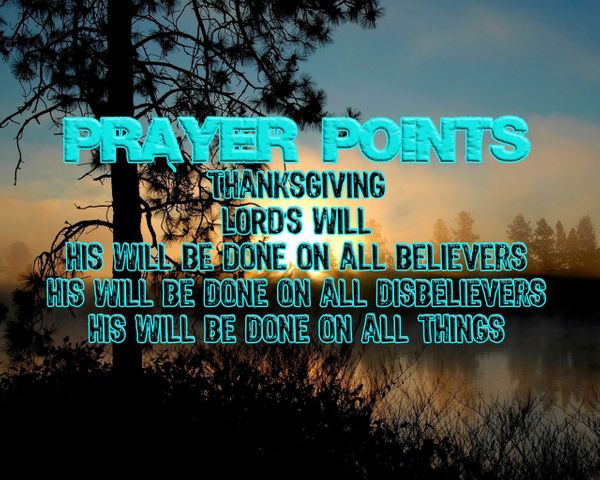 PRAYER POINTS
THANKSGIVING
LORDS WILL
HIS WILL BE DONE ON ALL BELIEVERS
HIS WILL BE DONE ON ALL DISBELIEVERS
HIS WILL BE DONE ON ALL THINGS